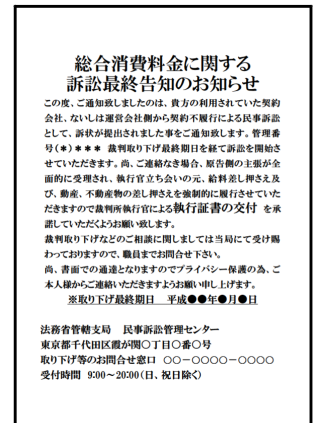 総合消費料金に関する
訴訟最終告知のお知らせ
この度、ご通知致しましたのは、貴方の利用されていた契約
会社、ないしは運営会社側から契約不履行による民事訴訟
として、訴状が提出されました事をご通知致します。管理番
号(*)*** 裁判取り下げ最終期日を経て訴訟を開始さ
せていただきます。尚、ご連絡なき場合、原告側の主張が全
面的に受理され、執行官立ち会いの元、給料差し押さえ及
び、動産、不動産物の差し押さえを強制的に履行させていた
だきますので裁判所執行官による執行証書の交付 を承
諾していただくようお願い致します。
裁判取り下げなどのご相談に関しましては当局にて受け賜
わっておりますので、職員までお問合せ下さい。
尚、書面での通達となりますのでプライバシー保護の為、ご
本人様からご連絡いただきますようお願い申し上げます。
※取り下げ最終期日 平成●●年●月●日
法務省管轄支局 民事訴訟管理センター
東京都千代田区霞が関○丁目○番○号
取り下げ等のお問合せ窓口 ○○-○○○○-○○○○
受付時間 9:00~20:00(日、祝日除く)